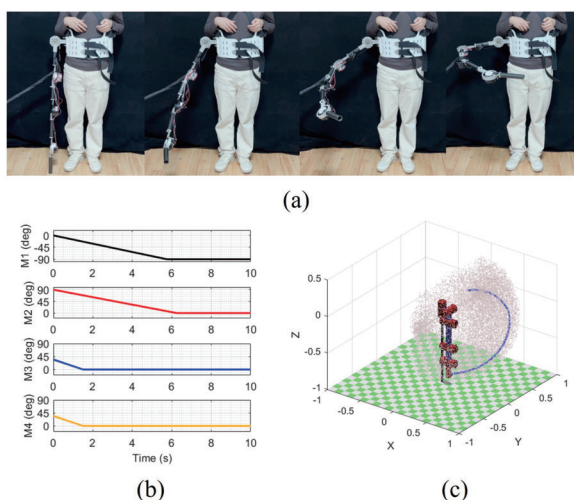 (a)
M1 (deg)
0
-45
-90
0 2 4 6 8 10
M2 (deg)
90
45
0
0 2 4 6 8 10
M3 (deg)
90
45
0
0 2 4 6 8 10
M4 (deg)
90
45
0
0 2 4 6 8 10
Time (s)
(b)
Z
0.5
0
-0.5
-1
-1 -0.5 0 0.5 1
X
-1 -0.5 0 0.5 1
Y
(c)